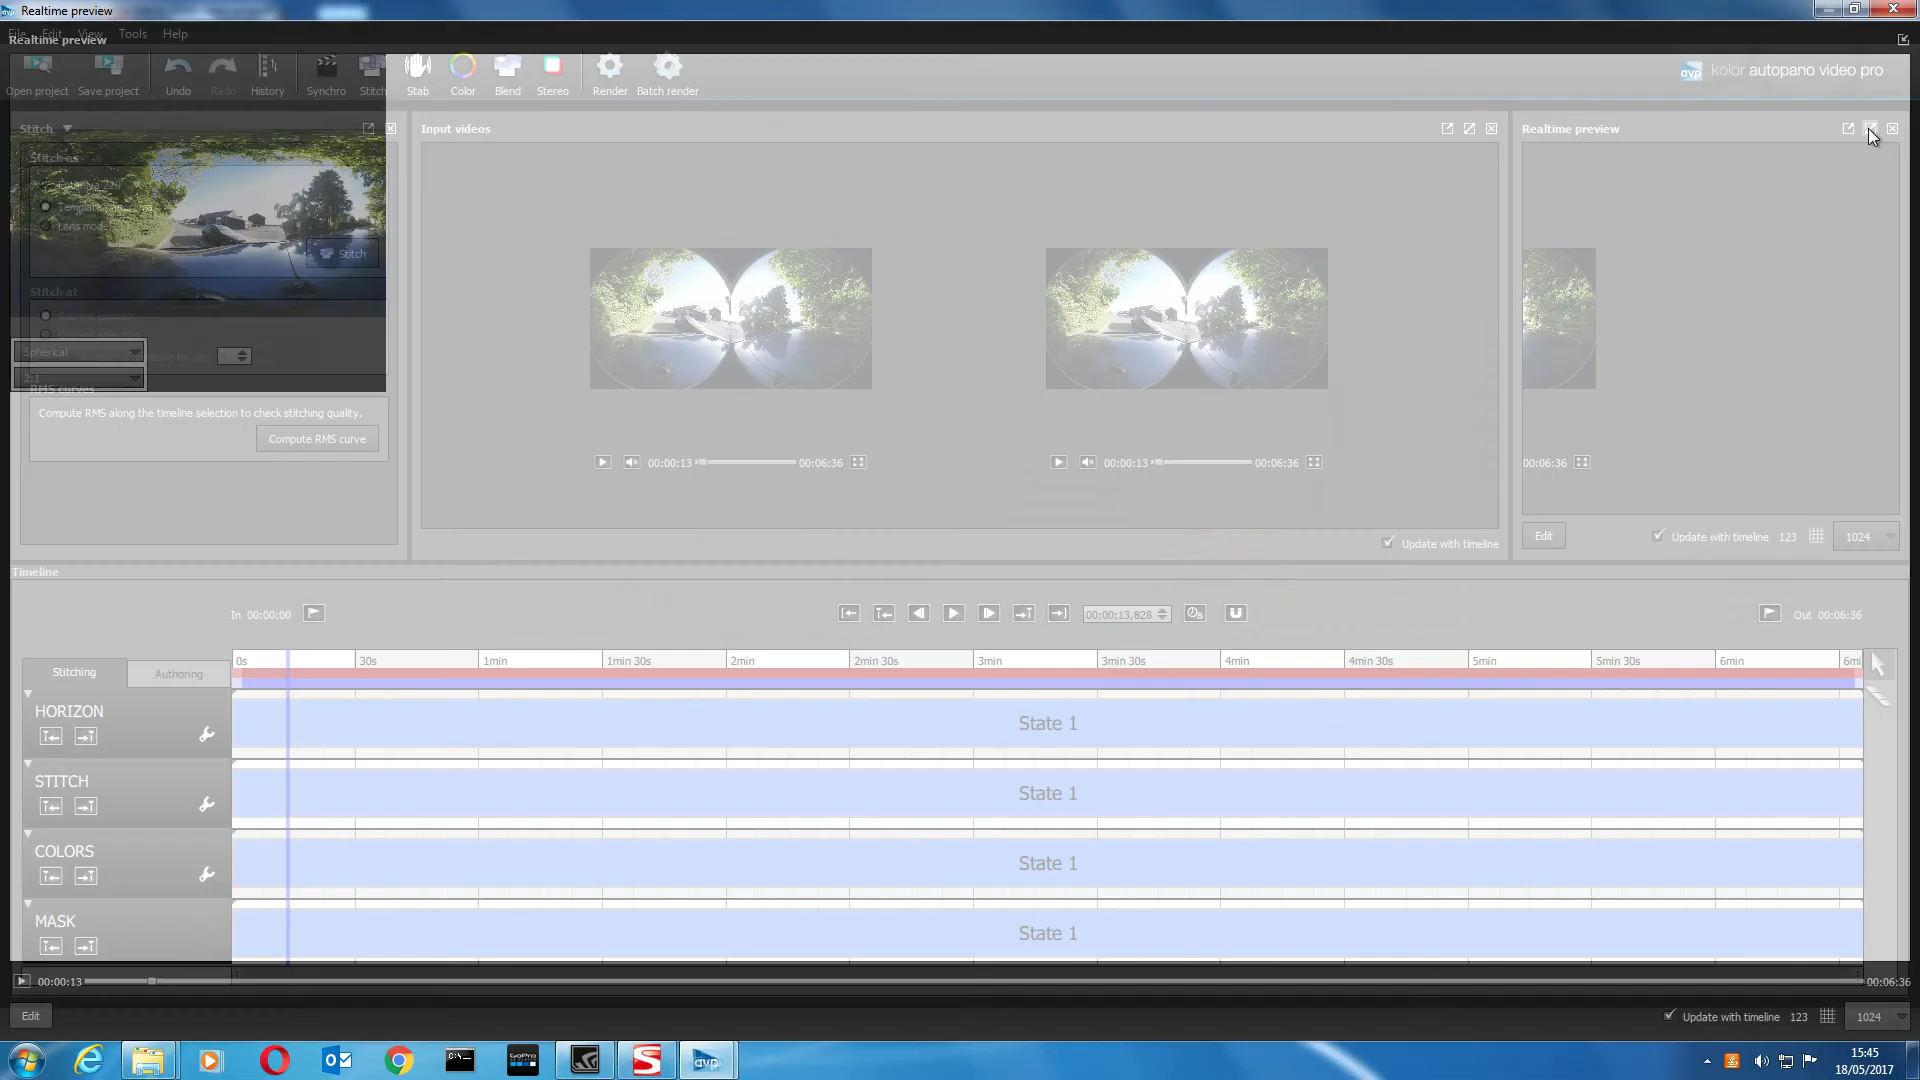 Realtime preview
Realtime preview
File Edit View Tools Help
Open project Save project Undo Redo History Synchro Stitch Stab Color Blend Stereo Render Batch render
avp kolor autopano video pro
Stitch
Input videos
Realtime preview
Stitch as
Template
Lens model
Stitch
Stitch at
Spherical
2:1
RMS curves
Compute RMS along the timeline selection to check stitching quality.
Compute RMS curve
00:00:13 00:06:36
00:00:13 00:06:36
00:06:36
Update with timeline
Edit Update with timeline 123 1024
Timeline
In 00:00:00
00:00:13,828
Out 00:06:36
Stitching Authoring
0s 30s 1min 1min 30s 2min 2min 30s 3min 3min 30s 4min 4min 30s 5min 5min 30s 6min 6mi
HORIZON
State 1
STITCH
State 1
COLORS
State 1
MASK
State 1
00:00:13 00:06:36
Edit Update with timeline 123 1024
GoPro
avp
15:45
18/05/2017